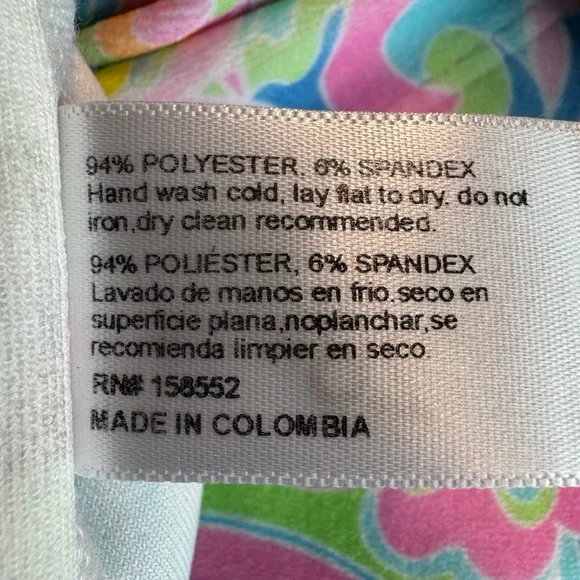 94% POLYESTER, 6% SPANDEX
Hand wash cold, lay flat to dry. do not
iron,dry clean recommended.
94% POLIÉSTER, 6% SPANDEX
Lavado de manos en frio.seco en
superficie plana,noplanchar,se
recomienda limpier en seco
RN# 158552
MADE IN COLOMBIA